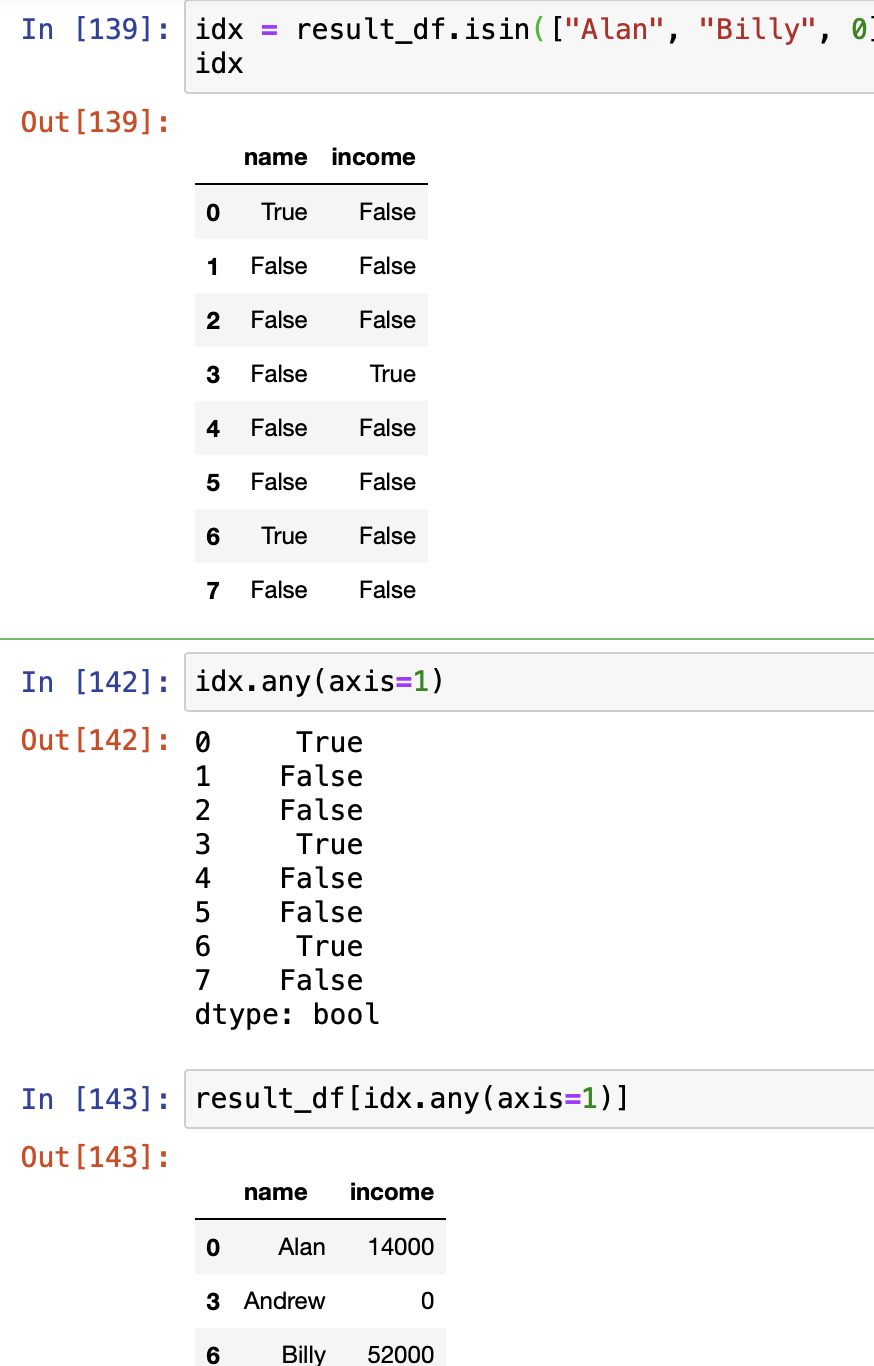 In [139]: idx = result_df.isin(["Alan", "Billy", 0]
idx
Out[139]:
name income
0 True False
1 False False
2 False False
3 False True
4 False False
5 False False
6 True False
7 False False
In [142]: idx.any(axis=1)
Out[142]: 0 True
1 False
2 False
3 True
4 False
5 False
6 True
7 False
dtype: bool
In [143]: result_df[idx.any(axis=1)]
Out[143]:
name income
0 Alan 14000
3 Andrew 0
6 Billy 52000